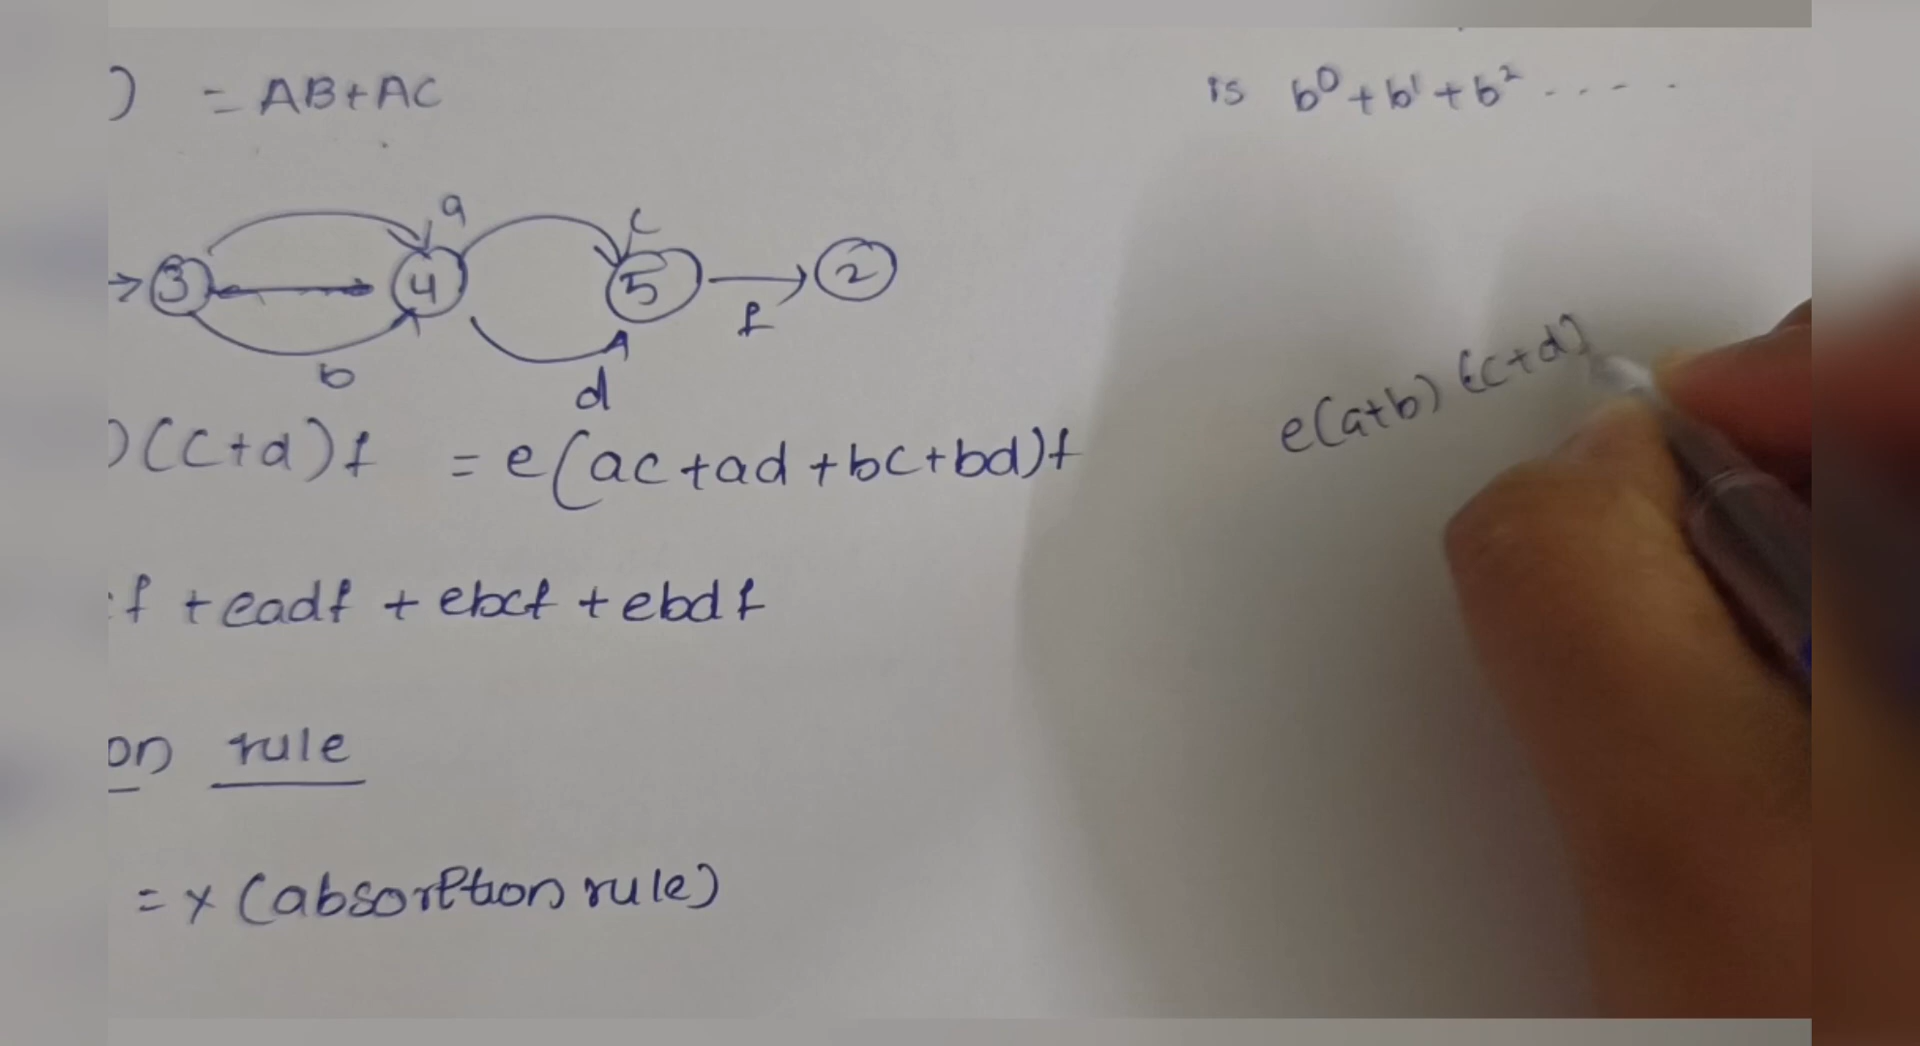 ) = AB+AC
is b⁰ + b¹ + b² . . . . .
a c
→ 3 4 5 2
f
b
d
e(a+b) (c+d)
)(c+d)f = e(ac+ad+bc+bd)f
f + eadf + ebcf + ebdf
on rule
= x (absorption rule)